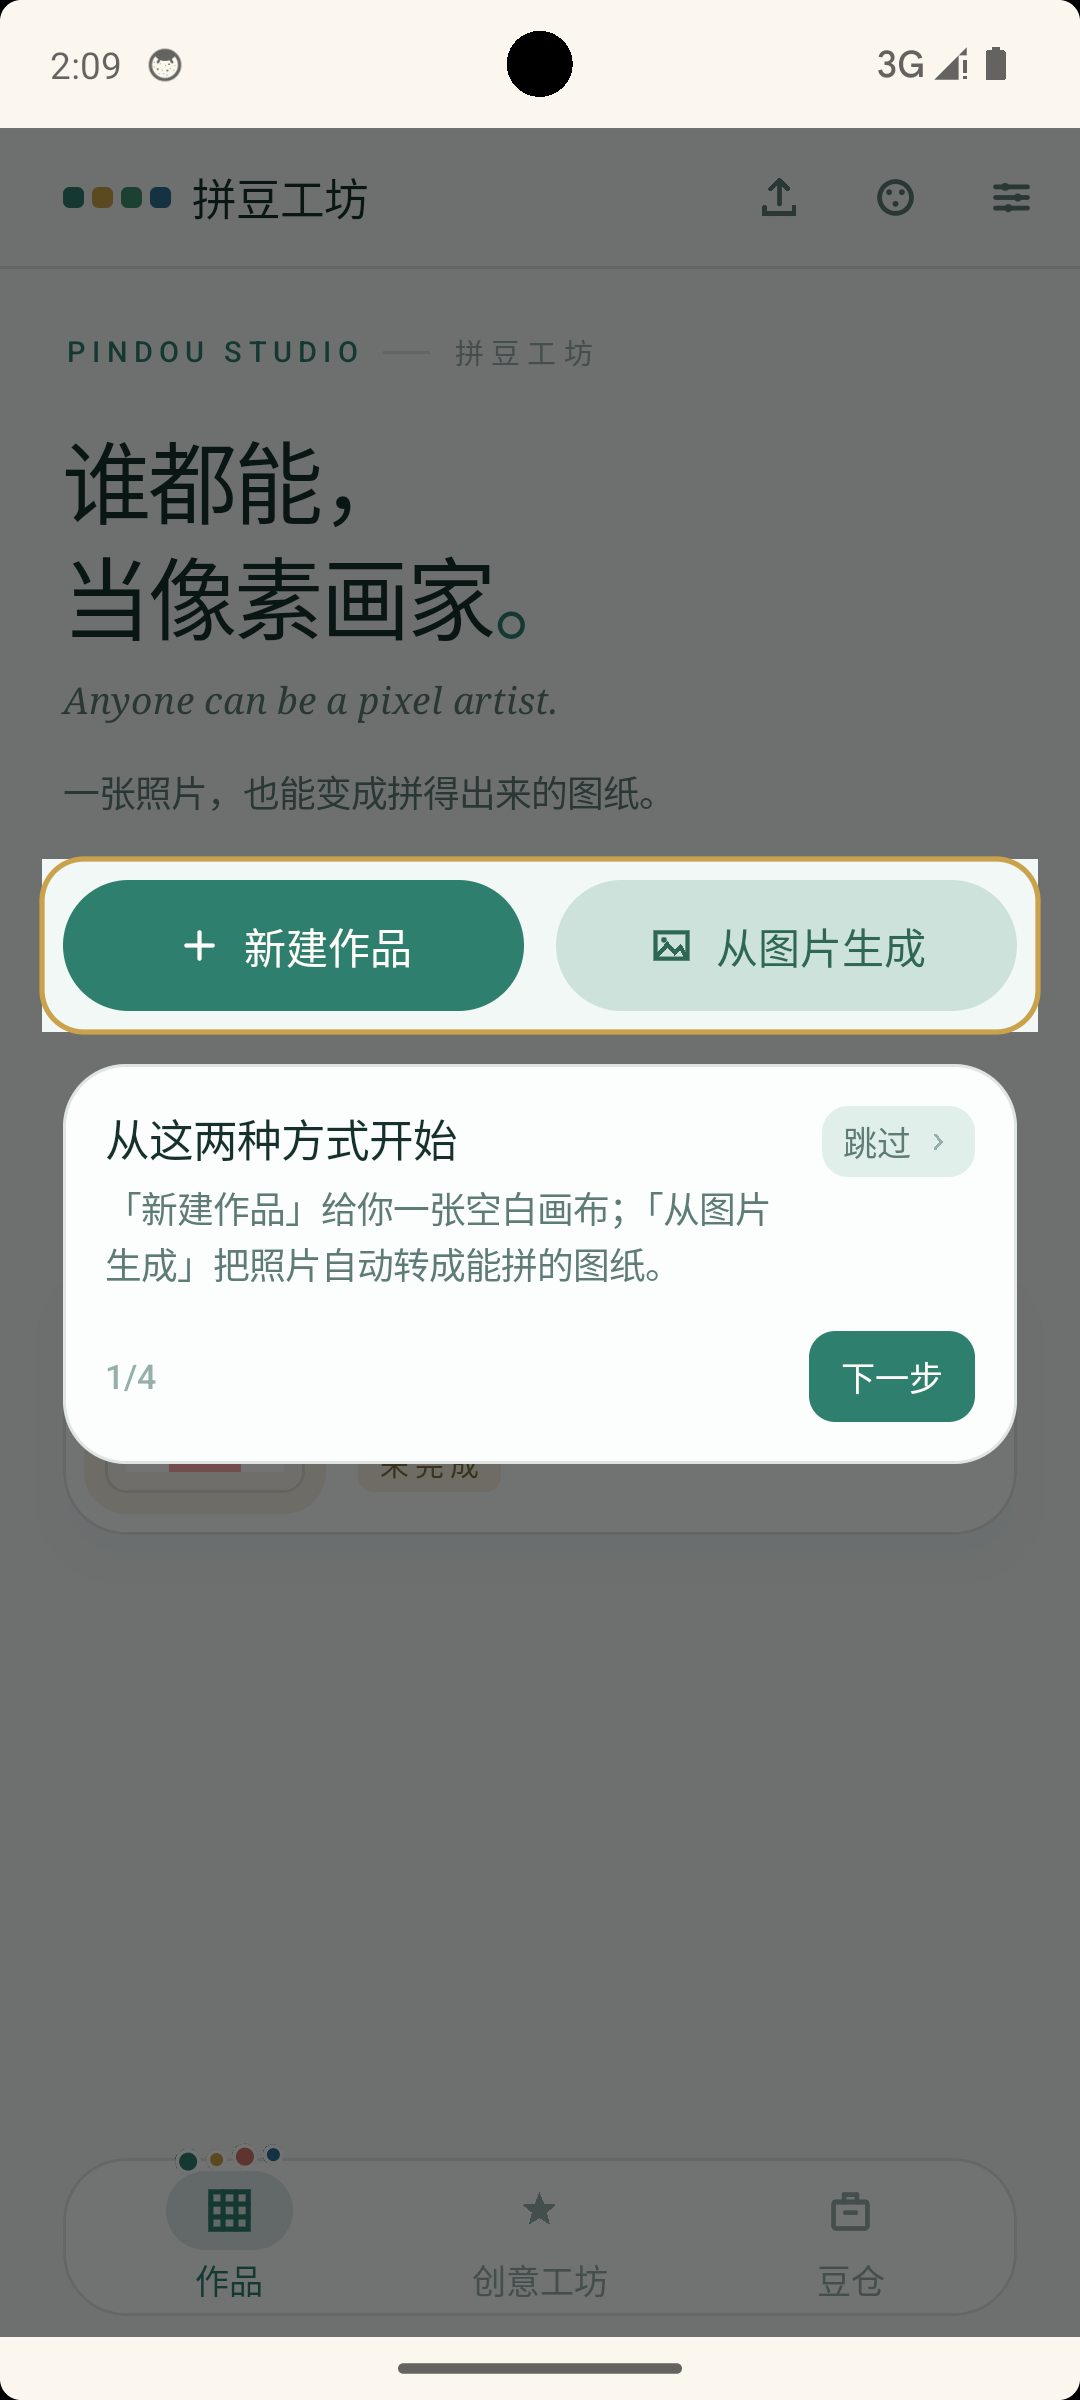 2:09
3G
拼豆工坊
PINDOU STUDIO — 拼豆工坊
谁都能，
当像素画家。
Anyone can be a pixel artist.
一张照片，也能变成拼得出来的图纸。
新建作品
从图片生成
从这两种方式开始
跳过
「新建作品」给你一张空白画布；「从图片
生成」把照片自动转成能拼的图纸。
1/4
下一步
未完成
作品
创意工坊
豆仓